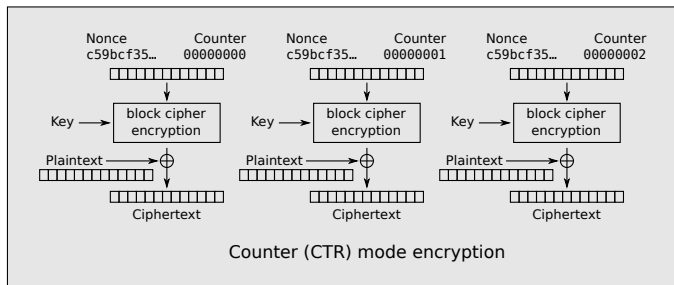 Nonce Counter Nonce Counter Nonce Counter
c59bcf35… 00000000 c59bcf35… 00000001 c59bcf35… 00000002
block cipher block cipher block cipher
Key encryption Key encryption Key encryption
Plaintext Plaintext Plaintext
Ciphertext Ciphertext Ciphertext
Counter (CTR) mode encryption